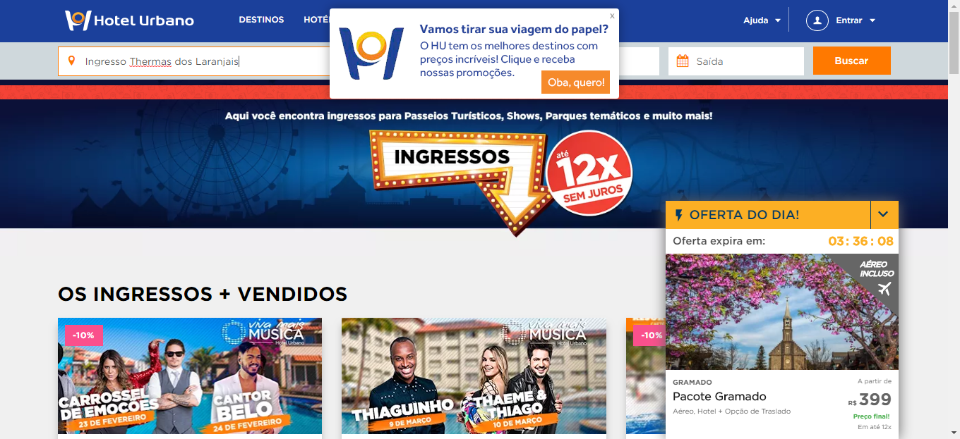 Hotel Urbano
DESTINOS
HOTÉ
Ajuda
Entrar
x
Vamos tirar sua viagem do papel?
O HU tem os melhores destinos com
preços incríveis! Clique e receba
nossas promoções.
Oba, quero!
Ingresso Thermas dos Laranjais
Saída
Buscar
Aqui você encontra ingressos para Passeios Turísticos, Shows, Parques temáticos e muito mais!
INGRESSOS
até
12x
SEM JUROS
OFERTA DO DIA!
Oferta expira em:
03:36:08
AÉREO
INCLUSO
OS INGRESSOS + VENDIDOS
-10%
viva mais
MÚSICA
Hotel Urbano
CARROSSEL
DE EMOÇÕES
23 DE FEVEREIRO
CANTOR
BELO
24 DE FEVEREIRO
viva mais
MÚSICA
Hotel Urbano
THIAGUINHO
9 DE MARÇO
THAEME &
THIAGO
10 DE MARÇO
-10%
GRAMADO
Pacote Gramado
Aéreo, Hotel + Opção de Traslado
A partir de
R$ 399
Preço final!
Em até 12x